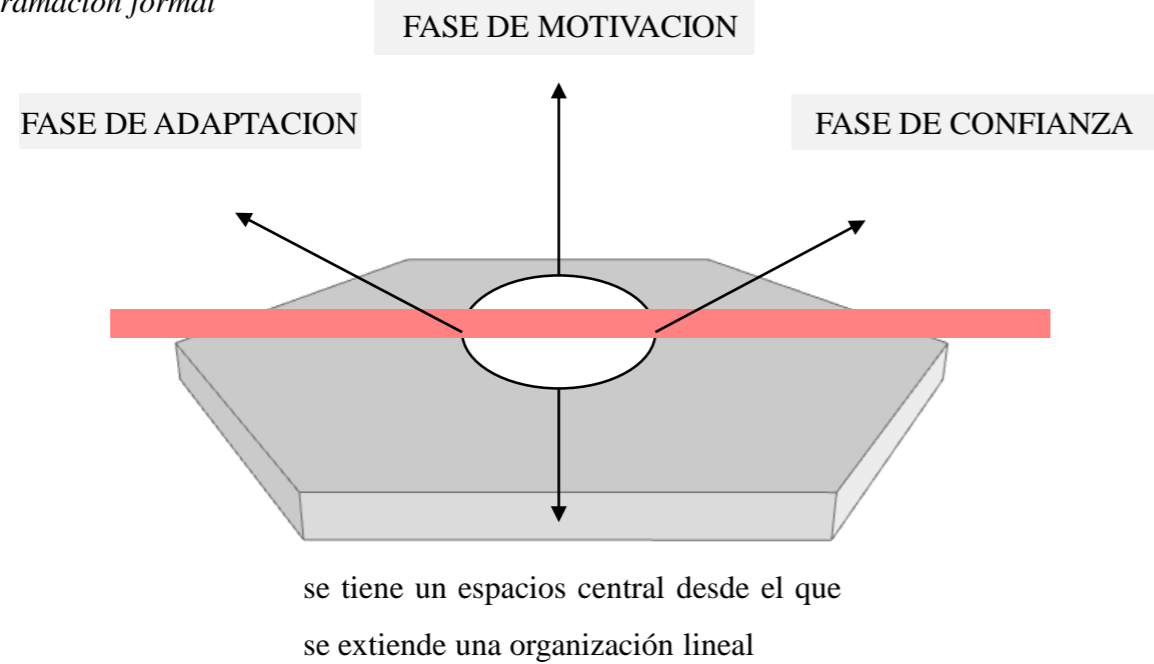 formal
FASE DE MOTIVACION
FASE DE ADAPTACION
FASE DE CONFIANZA
se tiene un espacios central desde el que
se extiende una organización lineal